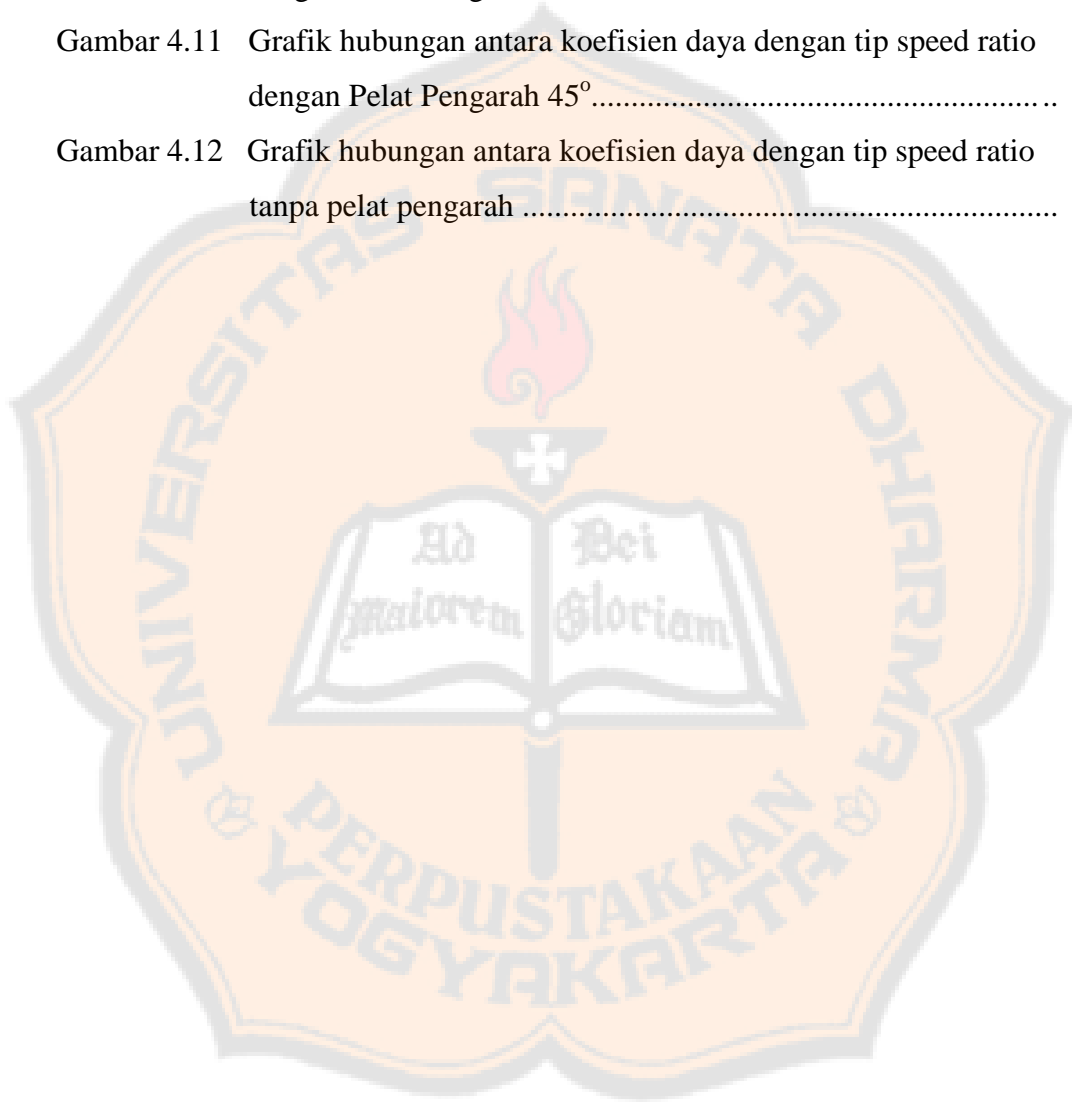 Gambar 4.11 Grafik hubungan antara koefisien daya dengan tip speed ratio
dengan Pelat Pengarah 45°..........................................................
Gambar 4.12 Grafik hubungan antara koefisien daya dengan tip speed ratio
tanpa pelat pengarah ...................................................................
UNIVERSITAS SANATA DHARMA
Ad Dei
Maiorem Gloriam
PERPUSTAKAAN
YOGYAKARTA